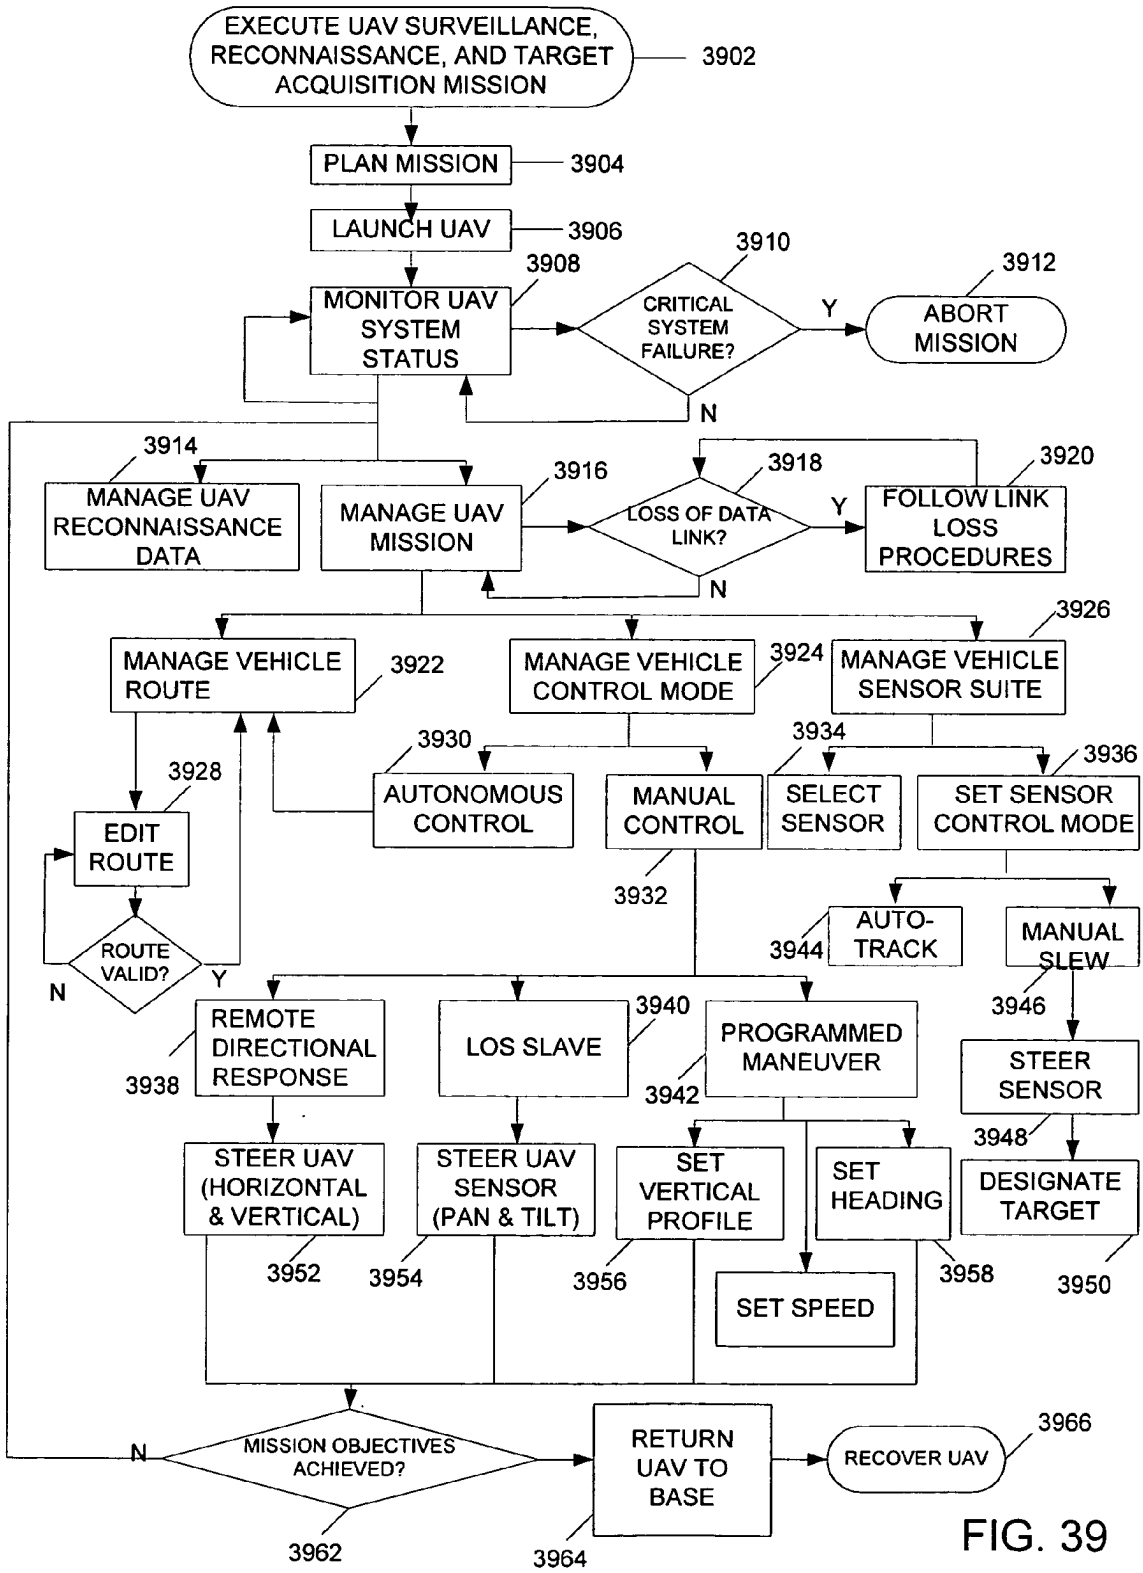 EXECUTE UAV SURVEILLANCE,
RECONNAISSANCE, AND TARGET
ACQUISITION MISSION
3902
PLAN MISSION
3904
LAUNCH UAV
3906
3908
MONITOR UAV
SYSTEM
STATUS
3910
CRITICAL
SYSTEM
FAILURE?
Y
N
3912
ABORT
MISSION
3914
MANAGE UAV
RECONNAISSANCE
DATA
3916
MANAGE UAV
MISSION
3918
LOSS OF DATA
LINK?
Y
N
3920
FOLLOW LINK
LOSS
PROCEDURES
MANAGE VEHICLE
ROUTE
3922
MANAGE VEHICLE
CONTROL MODE
3924
3926
MANAGE VEHICLE
SENSOR SUITE
3928
EDIT
ROUTE
ROUTE
VALID?
N
Y
3930
AUTONOMOUS
CONTROL
MANUAL
CONTROL
3932
3934
SELECT
SENSOR
3936
SET SENSOR
CONTROL MODE
AUTO-
TRACK
3944
MANUAL
SLEW
3946
REMOTE
DIRECTIONAL
RESPONSE
3938
3940
LOS SLAVE
PROGRAMMED
MANEUVER
3942
STEER
SENSOR
3948
STEER UAV
(HORIZONTAL
& VERTICAL)
3952
STEER UAV
SENSOR
(PAN & TILT)
3954
SET
VERTICAL
PROFILE
3956
SET
HEADING
3958
DESIGNATE
TARGET
3950
SET SPEED
N
MISSION OBJECTIVES
ACHIEVED?
3962
RETURN
UAV TO
BASE
3964
RECOVER UAV
3966
FIG. 39